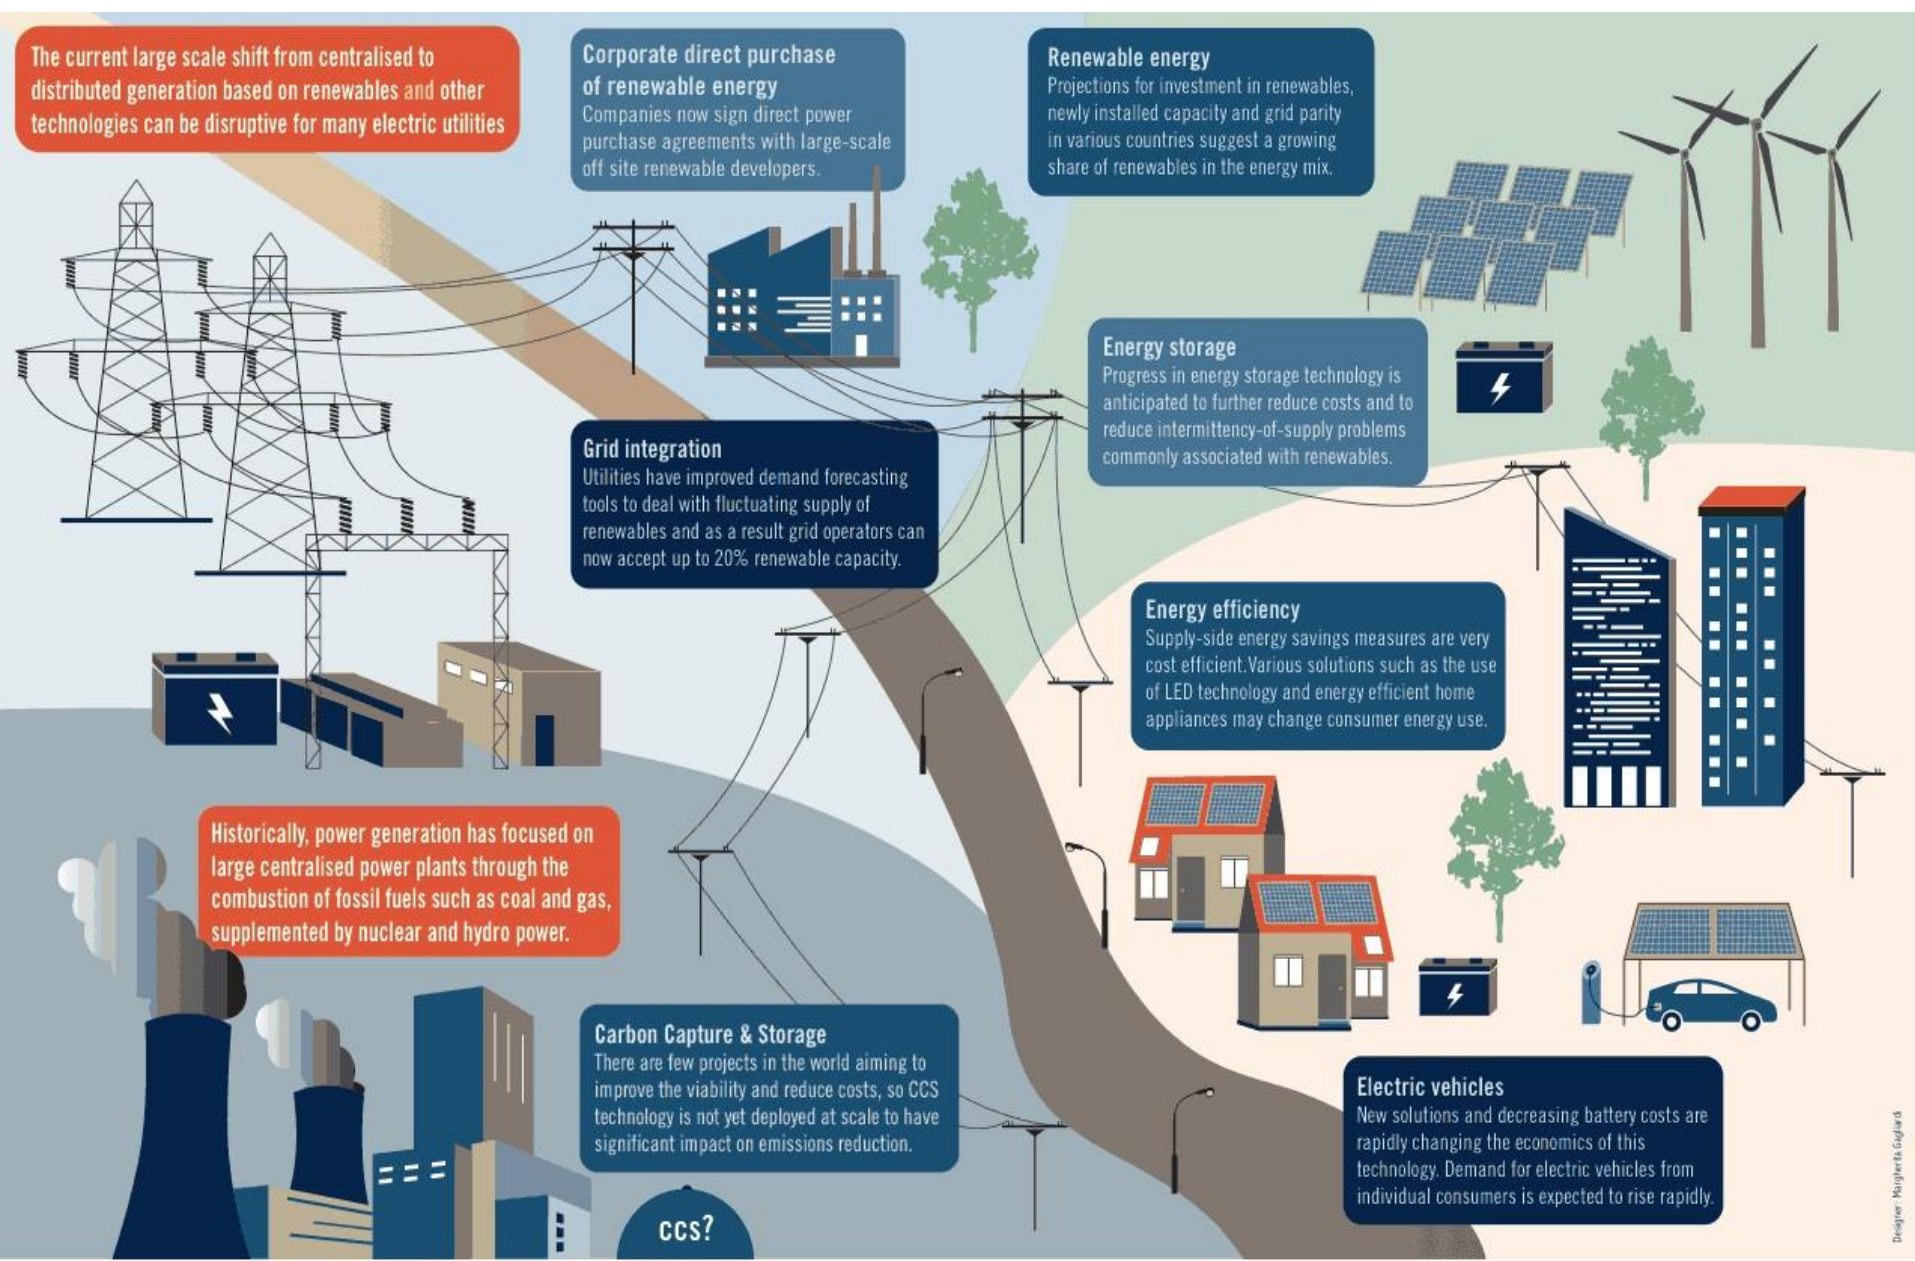 The current large scale shift from centralised to
distributed generation based on renewables and other
technologies can be disruptive for many electric utilities
Corporate direct purchase
of renewable energy
Companies now sign direct power
purchase agreements with large-scale
off site renewable developers.
Renewable energy
Projections for investment in renewables,
newly installed capacity and grid parity
in various countries suggest a growing
share of renewables in the energy mix.
Energy storage
Progress in energy storage technology is
anticipated to further reduce costs and to
reduce intermittency-of-supply problems
commonly associated with renewables.
Grid integration
Utilities have improved demand forecasting
tools to deal with fluctuating supply of
renewables and as a result grid operators can
now accept up to 20% renewable capacity.
Energy efficiency
Supply-side energy savings measures are very
cost efficient.Various solutions such as the use
of LED technology and energy efficient home
appliances may change consumer energy use.
Historically, power generation has focused on
large centralised power plants through the
combustion of fossil fuels such as coal and gas,
supplemented by nuclear and hydro power.
Carbon Capture & Storage
There are few projects in the world aiming to
improve the viability and reduce costs, so CCS
technology is not yet deployed at scale to have
significant impact on emissions reduction.
CCS?
Electric vehicles
New solutions and decreasing battery costs are
rapidly changing the economics of this
technology. Demand for electric vehicles from
individual consumers is expected to rise rapidly.
Designer: Margherita Gagliardi